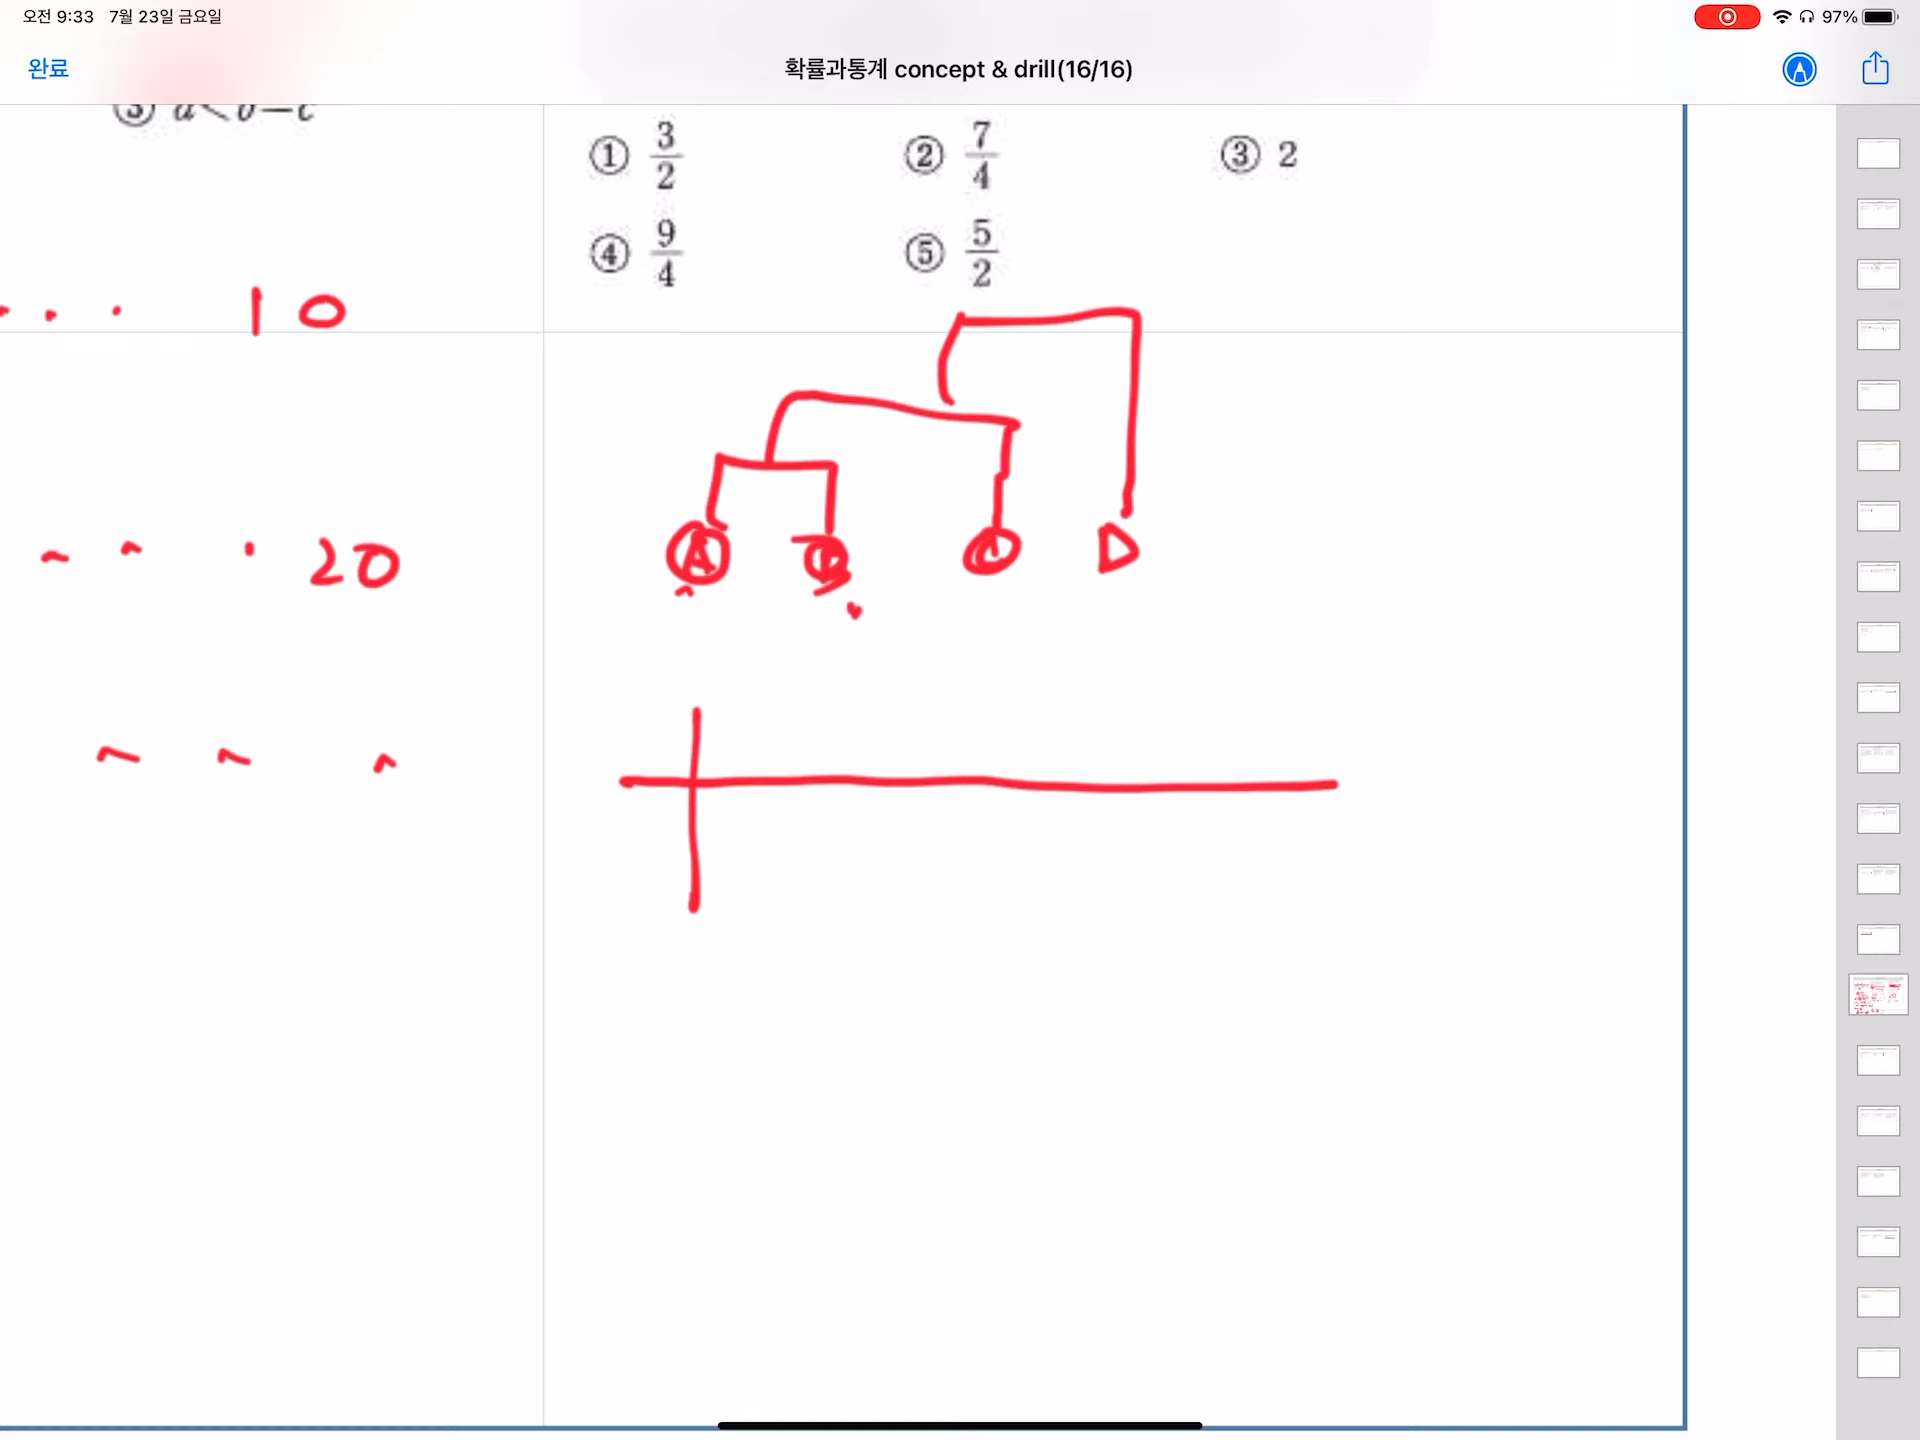 오전 9:33 7월 23일 금요일
97%
완료
확률과통계 concept & drill(16/16)
③ a<b=c
① 3/2 ② 7/4 ③ 2
④ 9/4 ⑤ 5/2
10
20
A B C D